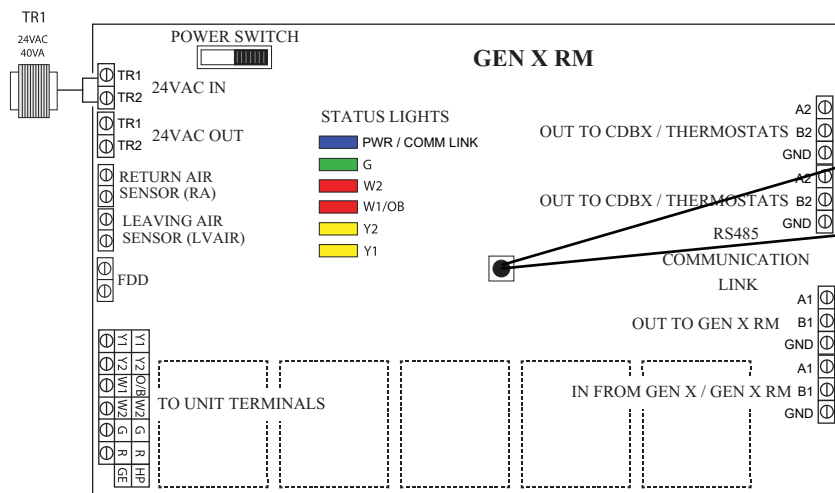 TR1
24VAC
40VA
POWER SWITCH
GEN X RM
TR1
TR2
24VAC IN
TR1
TR2
24VAC OUT
RETURN AIR
SENSOR (RA)
LEAVING AIR
SENSOR (LVAIR)
FDD
STATUS LIGHTS
PWR / COMM LINK
G
W2
W1/OB
Y2
Y1
A2
OUT TO CDBX / THERMOSTATS B2
GND
A2
OUT TO CDBX / THERMOSTATS B2
GND
RS485
COMMUNICATION
LINK
A1
OUT TO GEN X RM B1
GND
A1
IN FROM GEN X / GEN X RM B1
GND
Y1 Y1
Y2 Y2
W1 O/B
W2 W2
G G
R R
GE HP
TO UNIT TERMINALS